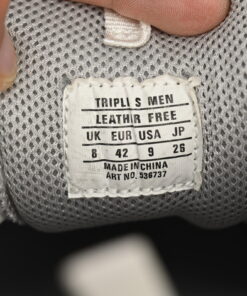 TRIPLE S MEN
LEATHER FREE
UK EUR USA JP
8 42 9 26
MADE IN CHINA
ART NO. 536737